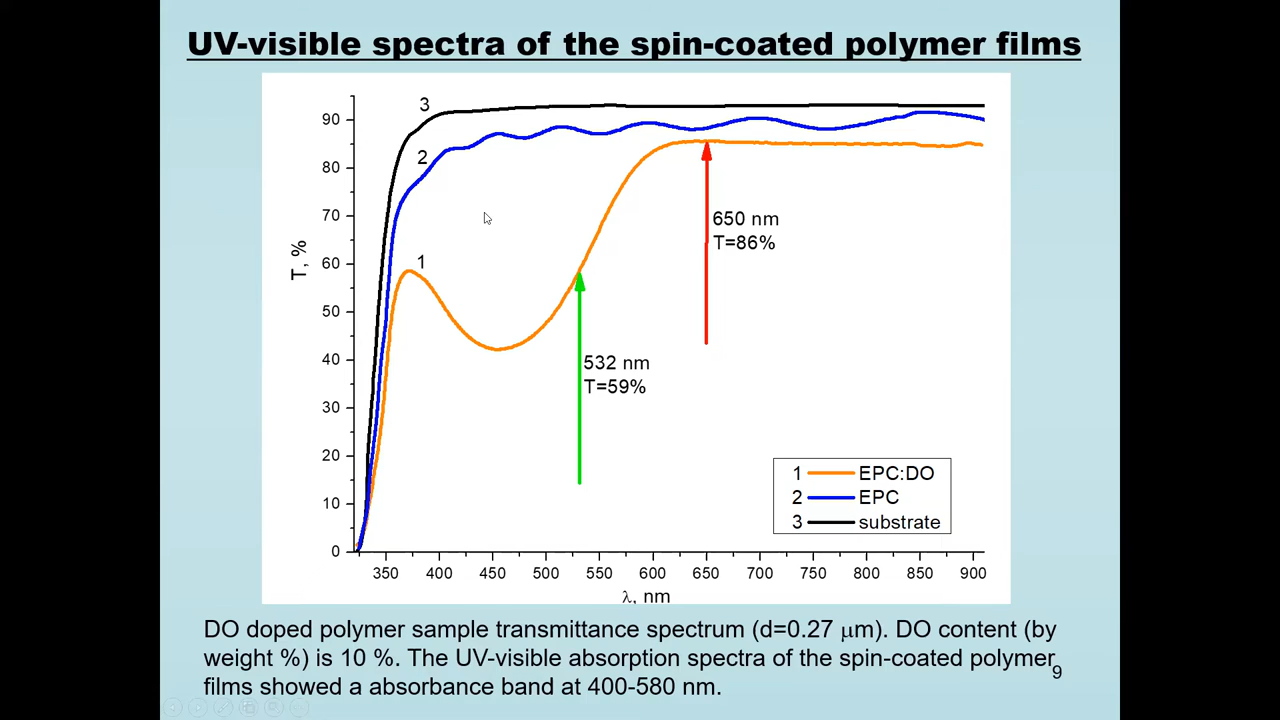 UV-visible spectra of the spin-coated polymer films
3
2
1
90
80
70
60
50
40
30
20
10
0
T, %
650 nm
T=86%
532 nm
T=59%
1 EPC:DO
2 EPC
3 substrate
350 400 450 500 550 600 650 700 750 800 850 900
λ, nm
DO doped polymer sample transmittance spectrum (d=0.27 μm). DO content (by
weight %) is 10 %. The UV-visible absorption spectra of the spin-coated polymer
films showed a absorbance band at 400-580 nm.
9